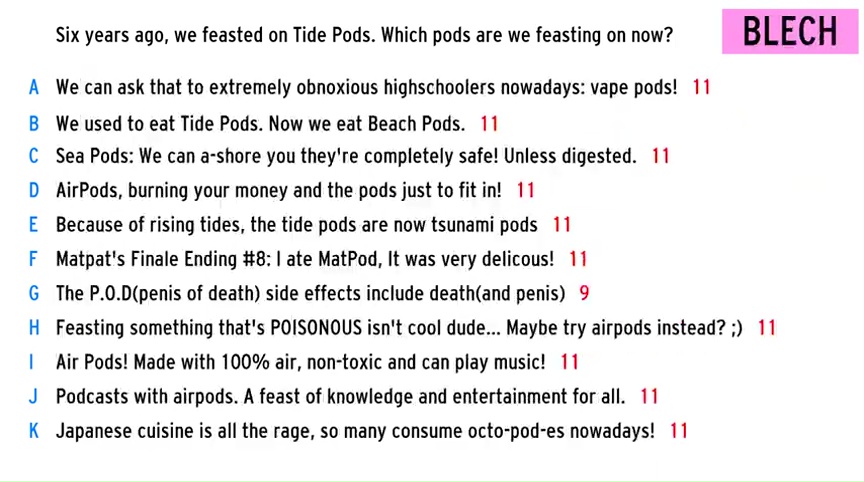 Six years ago, we feasted on Tide Pods. Which pods are we feasting on now?
BLECH
A We can ask that to extremely obnoxious highschoolers nowadays: vape pods! 11
B We used to eat Tide Pods. Now we eat Beach Pods. 11
C Sea Pods: We can a-shore you they're completely safe! Unless digested. 11
D AirPods, burning your money and the pods just to fit in! 11
E Because of rising tides, the tide pods are now tsunami pods 11
F Matpat's Finale Ending #8: I ate MatPod, It was very delicous! 11
G The P.O.D(penis of death) side effects include death(and penis) 9
H Feasting something that's POISONOUS isn't cool dude... Maybe try airpods instead? ;) 11
I Air Pods! Made with 100% air, non-toxic and can play music! 11
J Podcasts with airpods. A feast of knowledge and entertainment for all. 11
K Japanese cuisine is all the rage, so many consume octo-pod-es nowadays! 11